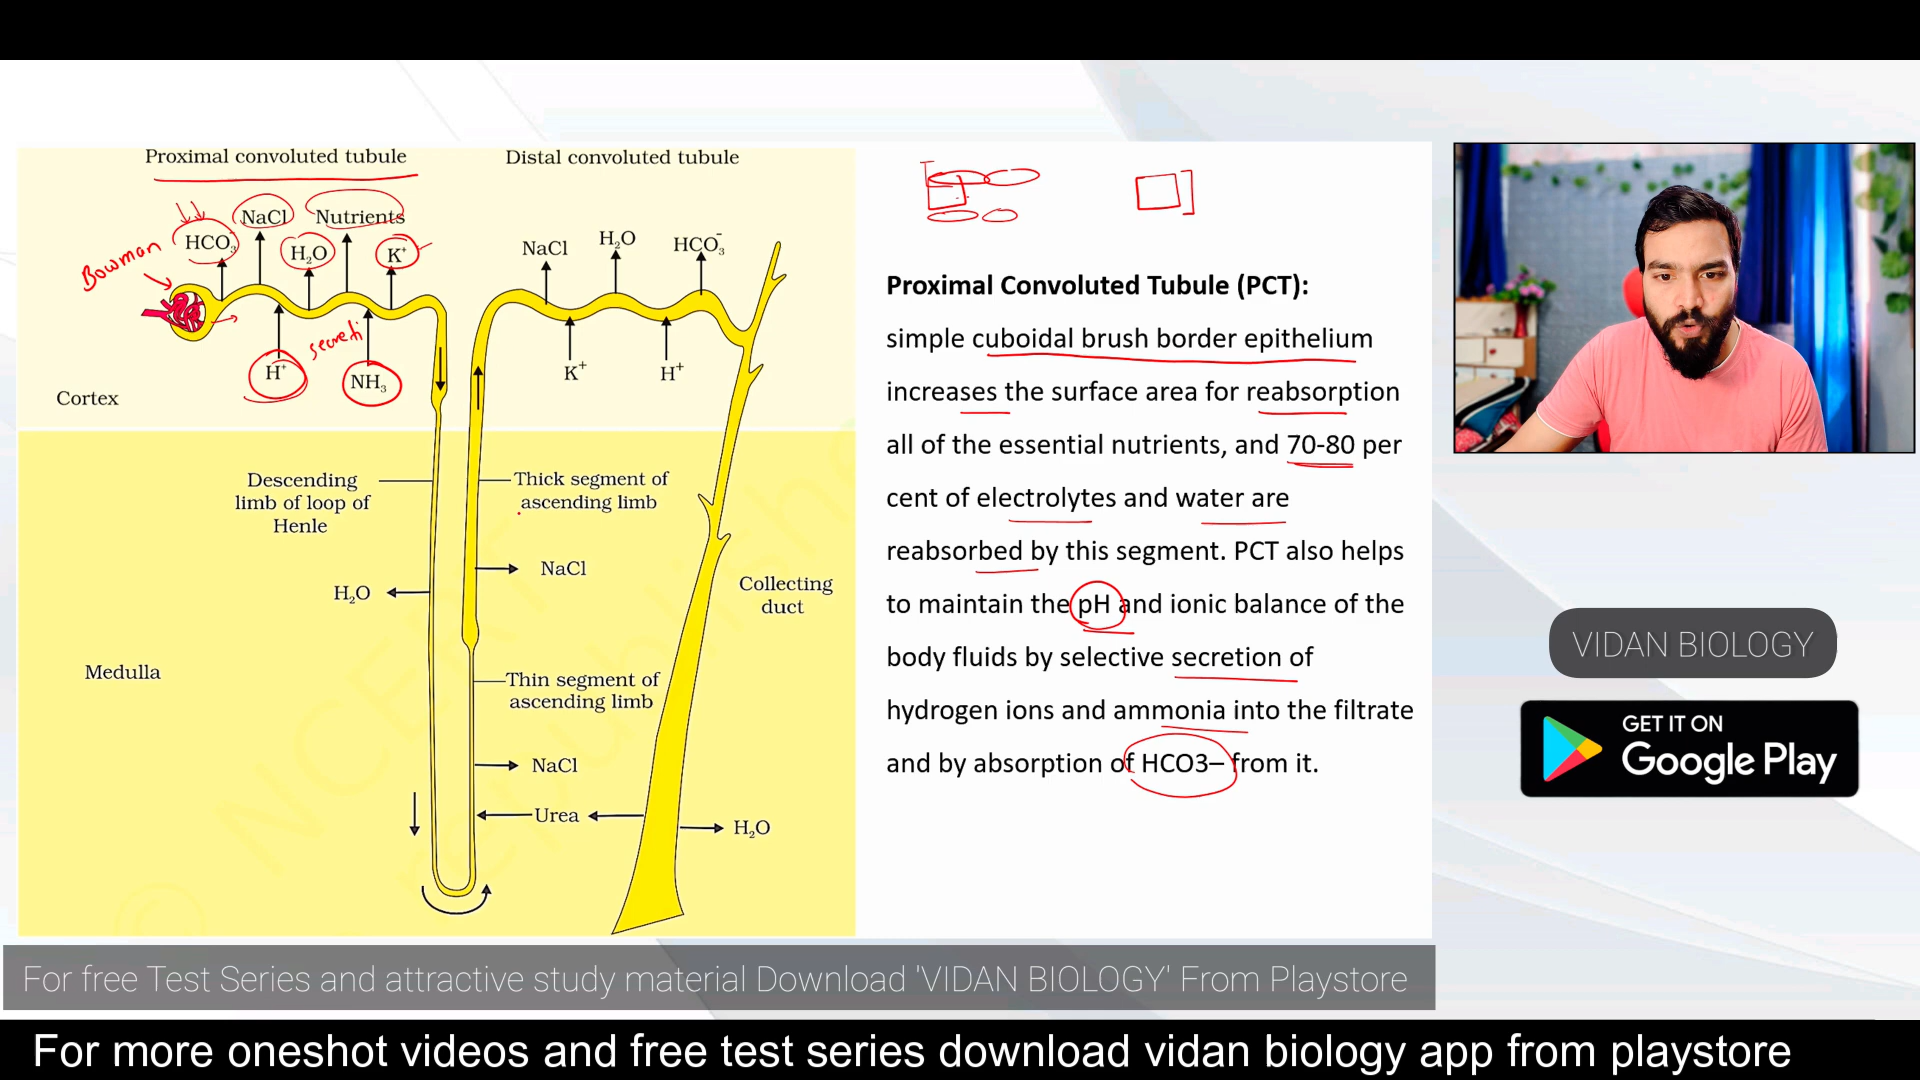 Proximal convoluted tubule
Distal convoluted tubule
NaCl
Nutrients
HCO₃⁻
H₂O
K⁺
Bowman
secreti
H⁺
NH₃
NaCl
H₂O
HCO₃⁻
K⁺
H⁺
Cortex
Descending
limb of loop of
Henle
Thick segment of
ascending limb
NaCl
H₂O
Collecting
duct
Medulla
Thin segment of
ascending limb
NaCl
Urea
H₂O
Proximal Convoluted Tubule (PCT):
simple cuboidal brush border epithelium
increases the surface area for reabsorption
all of the essential nutrients, and 70-80 per
cent of electrolytes and water are
reabsorbed by this segment. PCT also helps
to maintain the pH and ionic balance of the
body fluids by selective secretion of
hydrogen ions and ammonia into the filtrate
and by absorption of HCO3– from it.
VIDAN BIOLOGY
GET IT ON
Google Play
For free Test Series and attractive study material Download 'VIDAN BIOLOGY' From Playstore
For more oneshot videos and free test series download vidan biology app from playstore